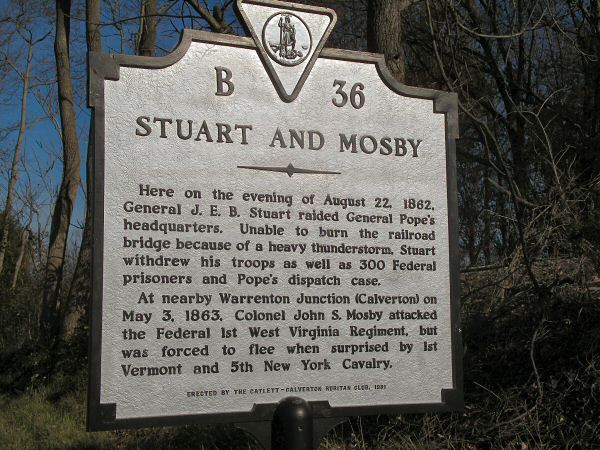 B 36
STUART AND MOSBY
Here on the evening of August 22, 1862,
General J. E. B. Stuart raided General Pope's
headquarters. Unable to burn the railroad
bridge because of a heavy thunderstorm, Stuart
withdrew his troops as well as 300 Federal
prisoners and Pope's dispatch case.
At nearby Warrenton Junction (Calverton) on
May 3, 1863, Colonel John S. Mosby attacked
the Federal 1st West Virginia Regiment, but
was forced to flee when surprised by 1st
Vermont and 5th New York Cavalry.
ERECTED BY THE CATLETT-CALVERTON RURITAN CLUB, 1981